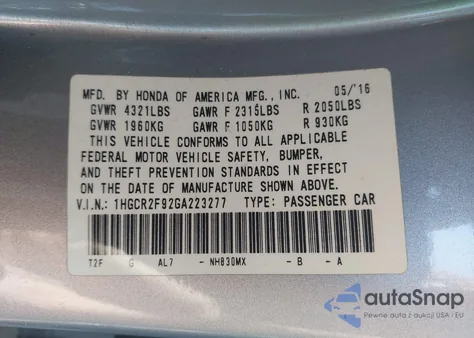 MFD. BY HONDA OF AMERICA MFG., INC. 05/'16
GVWR 4321LBS GAWR F 2315LBS R 2050LBS
GVWR 1960KG GAWR F 1050KG R 930KG
THIS VEHICLE CONFORMS TO ALL APPLICABLE
FEDERAL MOTOR VEHICLE SAFETY, BUMPER,
AND THEFT PREVENTION STANDARDS IN EFFECT
ON THE DATE OF MANUFACTURE SHOWN ABOVE.
V.I.N.: 1HGCR2F92GA223277 TYPE: PASSENGER CAR
T2F G AL7 - NH830MX - B - A
autoSnap
Pewne auta z aukcji USA i EU